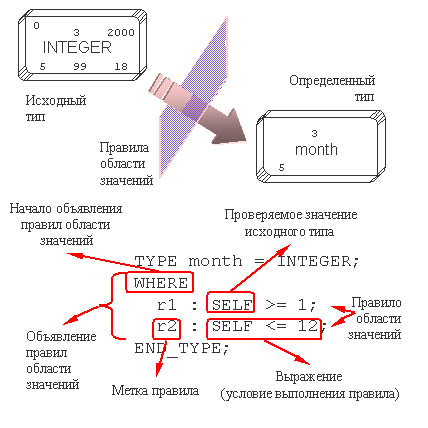 0 3 2000
INTEGER
5 99 18
Исходный
тип
Правила
области
значений
Определенный
тип
3
month
5
Начало объявления
правил области
значений
Проверяемое значение
исходного типа
TYPE month = INTEGER;
WHERE
r1 : SELF >= 1;
r2 : SELF <= 12;
END_TYPE;
Правило
области
значений
Объявление
правил
области
значений
Метка правила
Выражение
(условие выполнения правила)